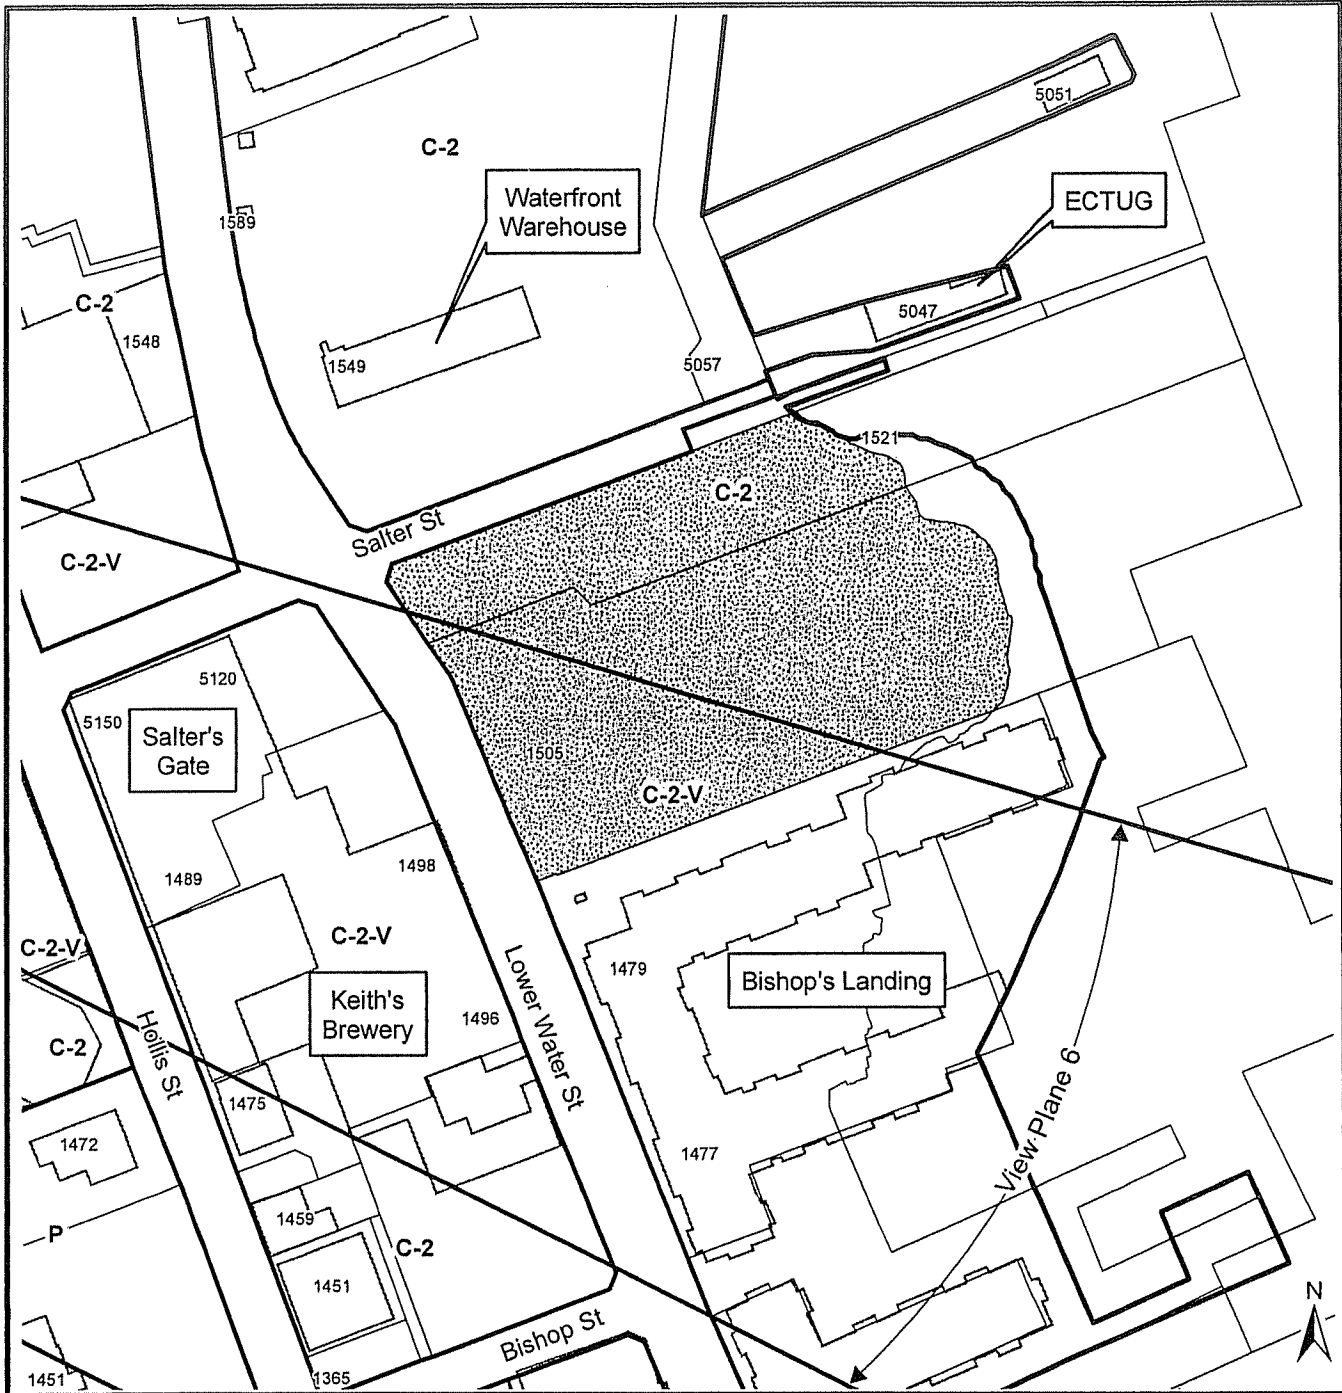 5051
C-2
Waterfront
Warehouse
ECTUG
1589
C-2
5047
1548
1549
5057
1521
C-2
Salter St
C-2-V
5120
5150
Salter's
Gate
1505
C-2-V
1498
1489
C-2-V
C-2-V
Lower Water St
1479
Bishop's Landing
Keith's
Brewery
1496
C-2
Hollis St
View Plane 6
1475
1472
1477
1459
P
C-2
1451
N
Bishop St
1451
1365